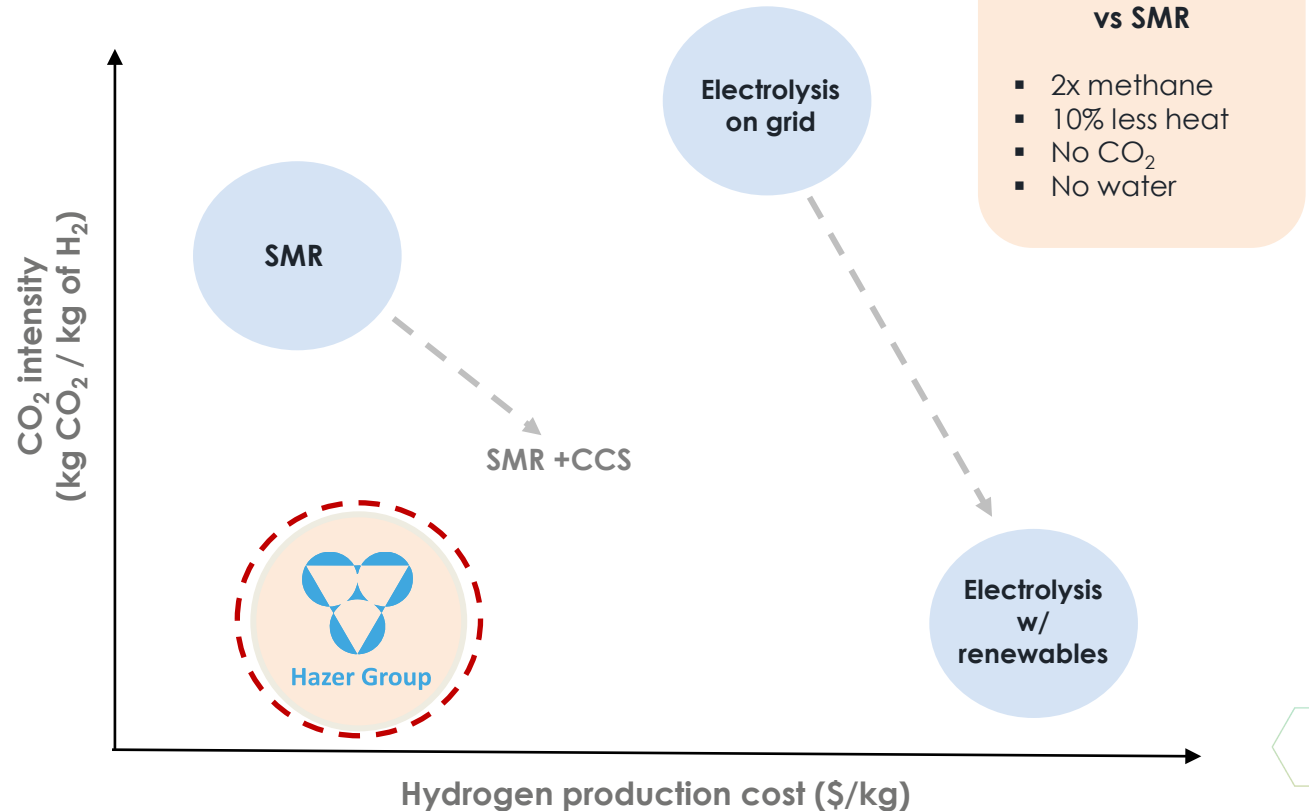 vs SMR
▪ 2x methane
▪ 10% less heat
▪ No CO₂
▪ No water
Electrolysis
on grid
SMR
CO₂ intensity
(kg CO₂ / kg of H₂)
SMR +CCS
Hazer Group
Electrolysis
w/
renewables
Hydrogen production cost ($/kg)